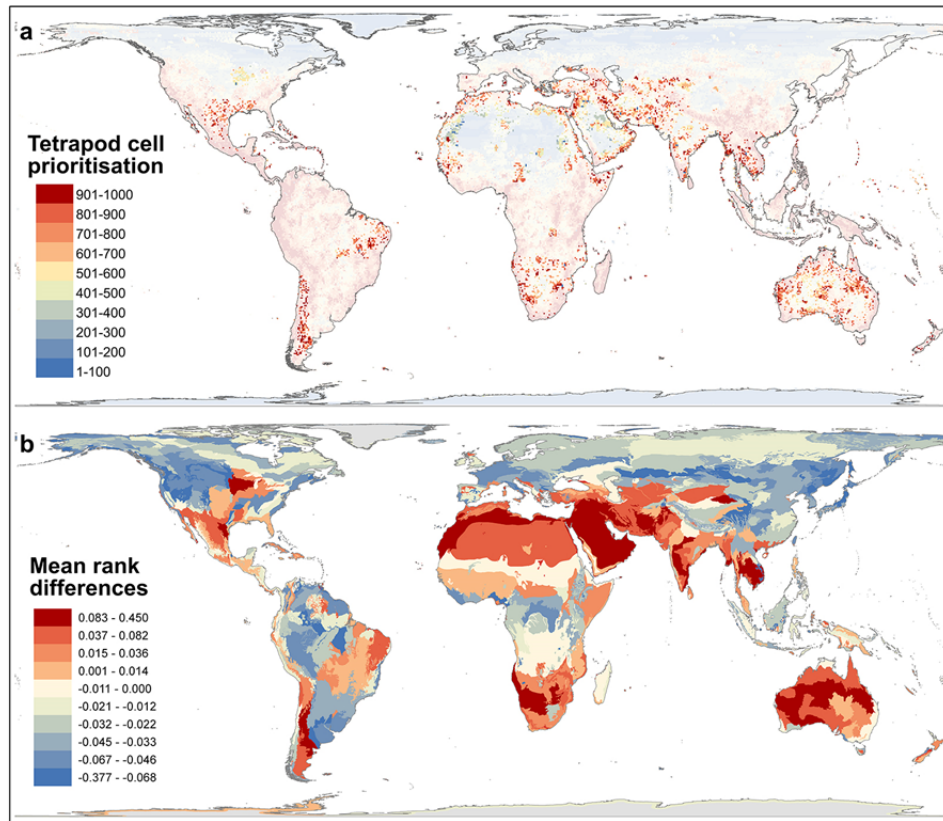 a
Tetrapod cell
prioritisation
901-1000
801-900
701-800
601-700
501-600
401-500
301-400
201-300
101-200
1-100
b
Mean rank
differences
0.083 - 0.450
0.037 - 0.082
0.015 - 0.036
0.001 - 0.014
-0.011 - 0.000
-0.021 - -0.012
-0.032 - -0.022
-0.045 - -0.033
-0.067 - -0.046
-0.377 - -0.068